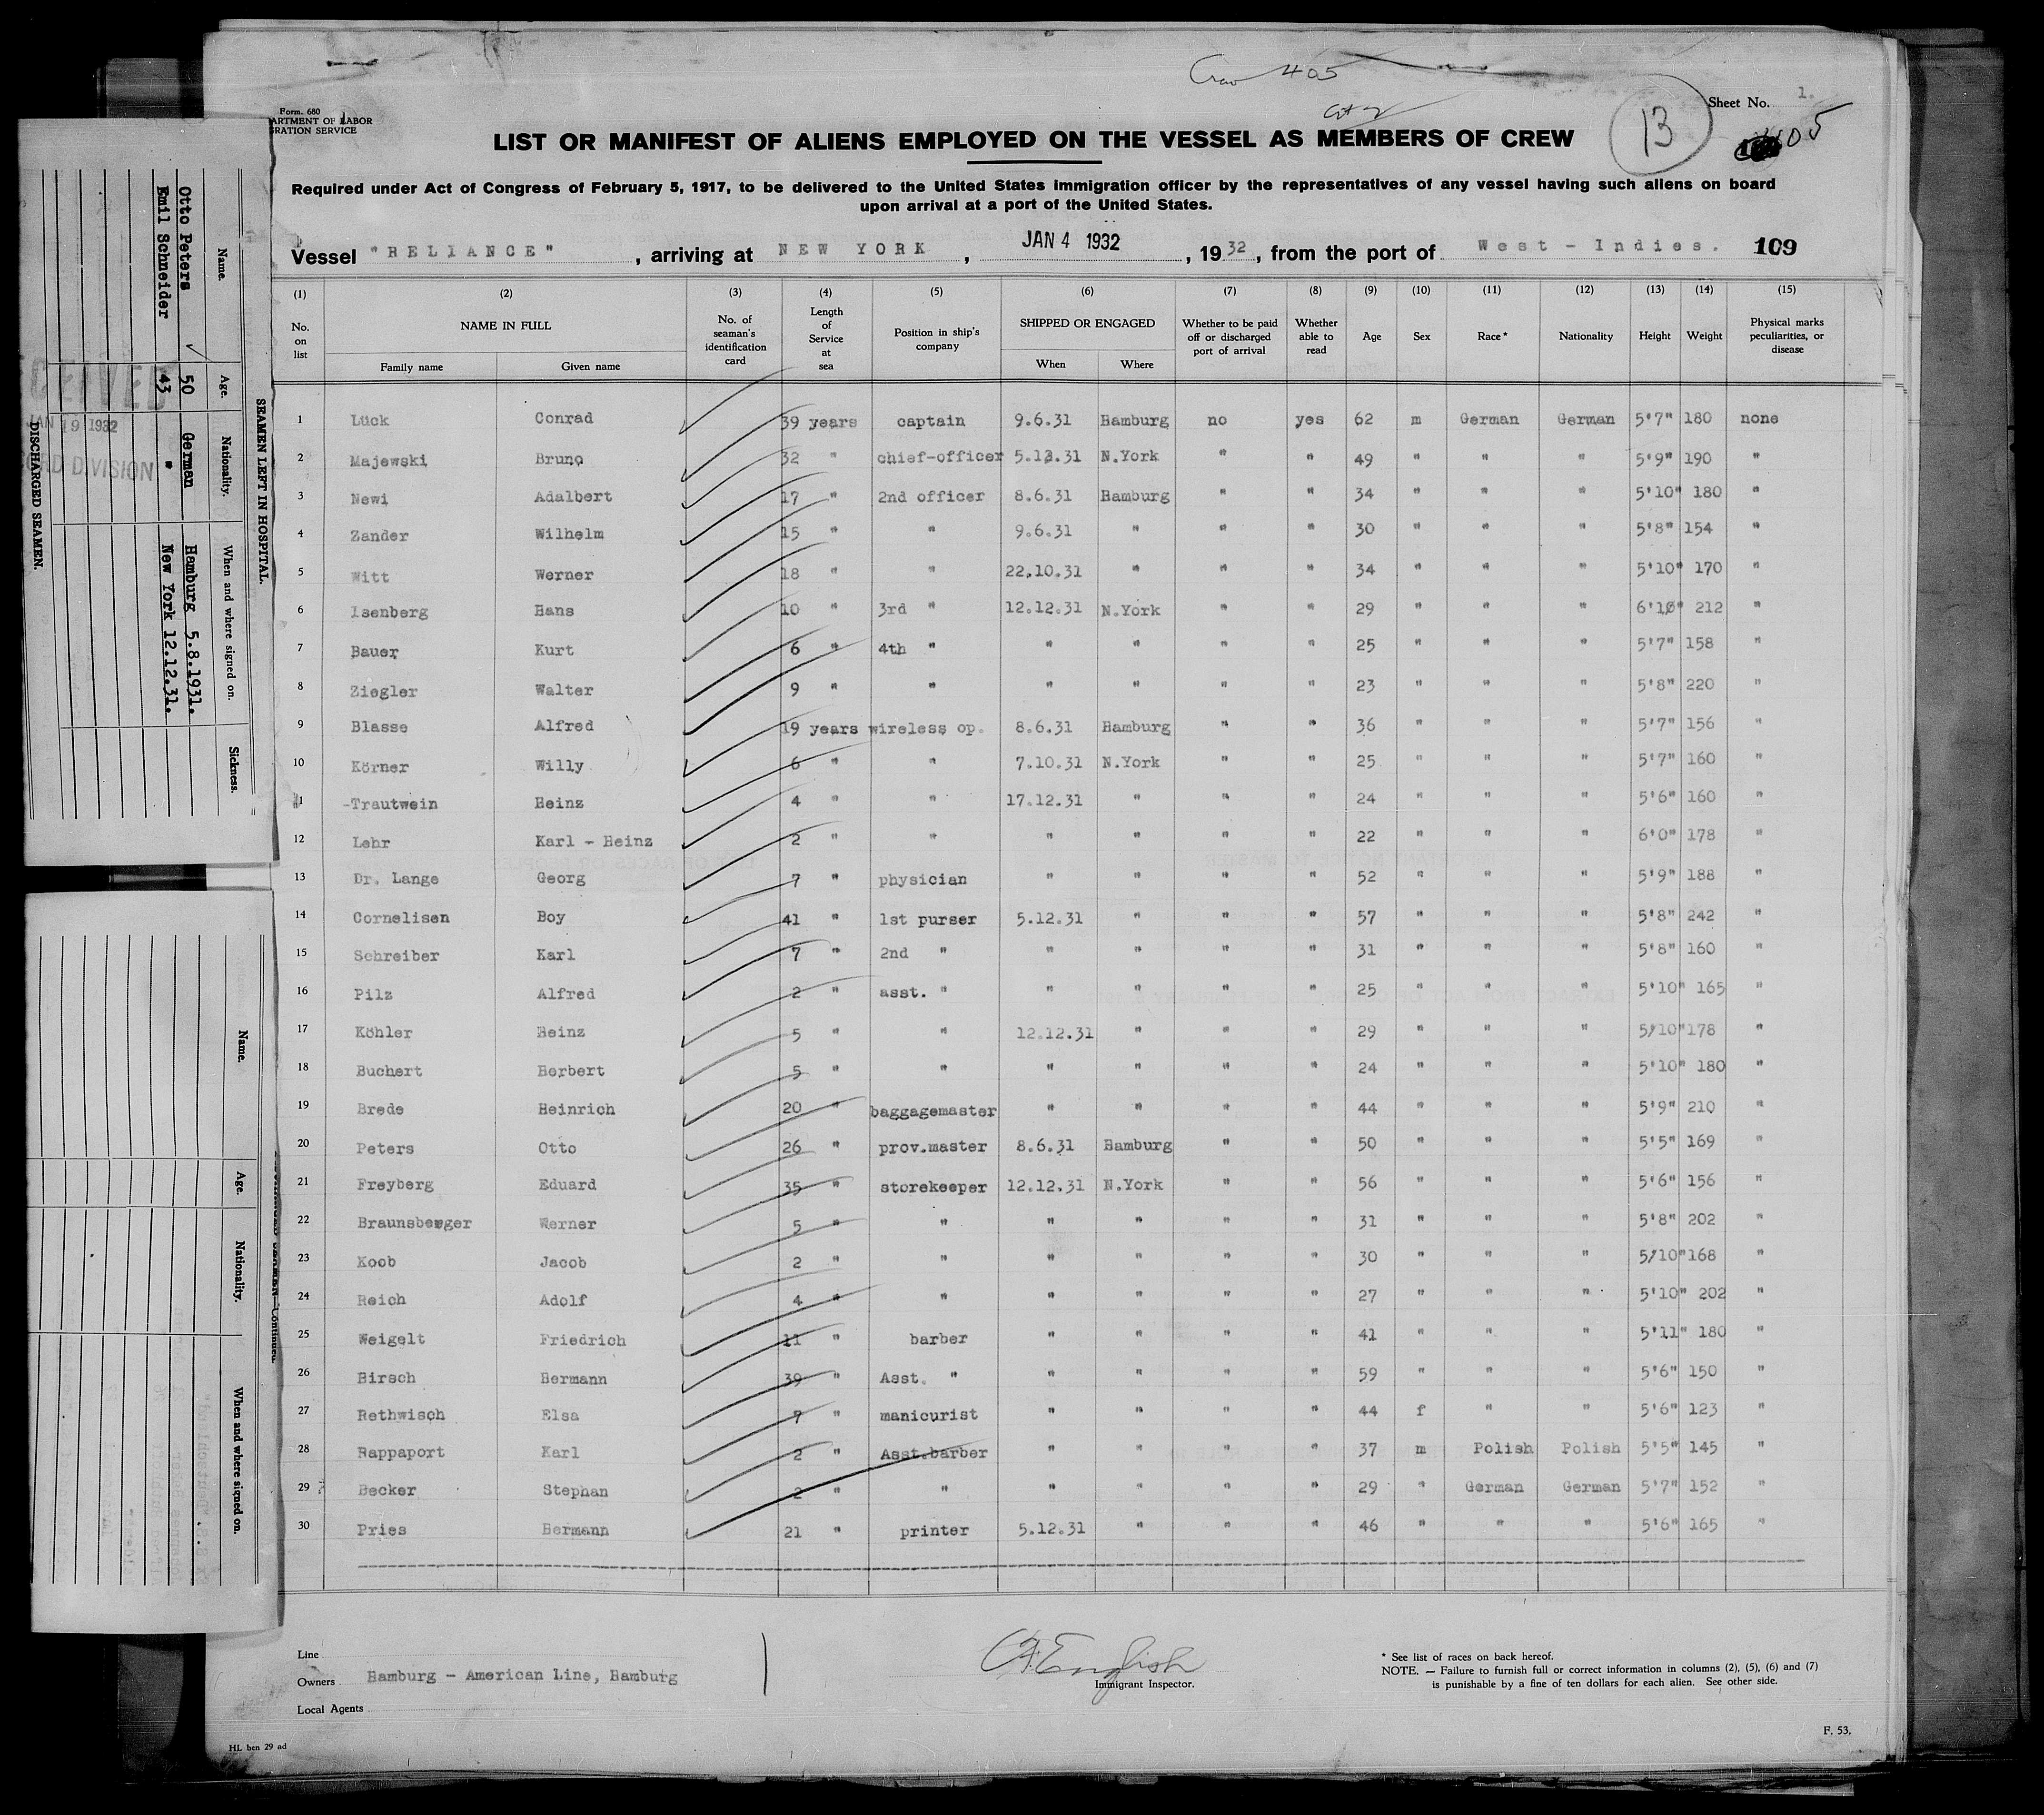 Crew 405
Form. 680
ARTMENT OF LABOR
GRATION SERVICE
Sheet No. 1.
13
405
LIST OR MANIFEST OF ALIENS EMPLOYED ON THE VESSEL AS MEMBERS OF CREW
Required under Act of Congress of February 5, 1917, to be delivered to the United States immigration officer by the representatives of any vessel having such aliens on board
upon arrival at a port of the United States.
Vessel "RELIANCE", arriving at NEW YORK, JAN 4 1932, 1932, from the port of West - Indies. 109
(1) (2) (3) (4) (5) (6) (7) (8) (9) (10) (11) (12) (13) (14) (15)
No. on list NAME IN FULL Family name Given name No. of seaman's identification card Length of Service at sea Position in ship's company SHIPPED OR ENGAGED When Where Whether to be paid off or discharged port of arrival Whether able to read Age Sex Race* Nationality Height Weight Physical marks peculiarities, or disease
1 Lück Conrad 39 years captain 9.6.31 Hamburg no yes 62 m German German 5'7" 180 none
2 Majewski Bruno 32 " chief-officer 5.12.31 N.York " " 49 " " " 5'9" 190 "
3 Newi Adalbert 17 " 2nd officer 8.6.31 Hamburg " " 34 " " " 5'10" 180 "
4 Zander Wilhelm 15 " " 9.6.31 " " " 30 " " " 5'8" 154 "
5 Witt Werner 18 " " 22.10.31 " " " 34 " " " 5'10" 170 "
6 Isenberg Hans 10 " 3rd " 12.12.31 N.York " " 29 " " " 6'10" 212 "
7 Bauer Kurt 6 " 4th " " " " " 25 " " " 5'7" 158 "
8 Ziegler Walter 9 " " " " " " 23 " " " 5'8" 220 "
9 Blasse Alfred 19 years wireless op. 8.6.31 Hamburg " " 36 " " " 5'7" 156 "
10 Körner Willy 6 " " 7.10.31 N.York " " 25 " " " 5'7" 160 "
11 -Trautwein Heinz 4 " " 17.12.31 " " " 24 " " " 5'6" 160 "
12 Lehr Karl - Heinz 2 " " " " " " 22 " " " 6'0" 178 "
13 Dr. Lange Georg 7 " physician " " " " 52 " " " 5'9" 188 "
14 Cornelisen Boy 41 " 1st purser 5.12.31 " " " 57 " " " 5'8" 242 "
15 Schreiber Karl 7 " 2nd " " " " " 31 " " " 5'8" 160 "
16 Pilz Alfred 2 " asst. " " " " " 25 " " " 5'10" 165 "
17 Köhler Heinz 5 " " 12.12.31 " " " 29 " " " 5/10" 178 "
18 Buchert Herbert 5 " " " " " " 24 " " " 5'10" 180 "
19 Brede Heinrich 20 " baggagemaster " " " " 44 " " " 5'9" 210 "
20 Peters Otto 26 " prov.master 8.6.31 Hamburg " " 50 " " " 5'5" 169 "
21 Freyberg Eduard 35 " storekeeper 12.12.31 N.York " " 56 " " " 5'6" 156 "
22 Braunsberger Werner 5 " " " " " " 31 " " " 5'8" 202 "
23 Koob Jacob 2 " " " " " " 30 " " " 5/10" 168 "
24 Reich Adolf 4 " " " " " " 27 " " " 5'10" 202 "
25 Weigelt Friedrich 11 " barber " " " " 41 " " " 5'11" 180 "
26 Hirsch Hermann 39 " Asst. " " " " " 59 " " " 5'6" 150 "
27 Rethwisch Elsa 7 " manicurist " " " " 44 f " " 5'6" 123 "
28 Rappaport Karl 2 " Asst.barber " " " " 37 m Polish Polish 5'5" 145 "
29 Becker Stephan 2 " " " " " " 29 " German German 5'7" 152 "
30 Pries Hermann 21 " printer 5.12.31 " " " 46 " " " 5'6" 165 "
Line
Owners Hamburg - American Line, Hamburg
Local Agents
Immigrant Inspector.
* See list of races on back hereof.
NOTE. — Failure to furnish full or correct information in columns (2), (5), (6) and (7)
is punishable by a fine of ten dollars for each alien. See other side.
F. 53,
HL ben 29 ad
SEAMEN LEFT IN HOSPITAL.
Name. Age. Nationality. When and where signed on. Sickness.
Otto Peters 50 German Hamburg 5.8.1931.
Emil Schneider 43 " New York 12.12.31.
JAN 19 1932
DIVISION
DISCHARGED SEAMEN.
Continued
Name. Age. Nationality. When and where signed on.